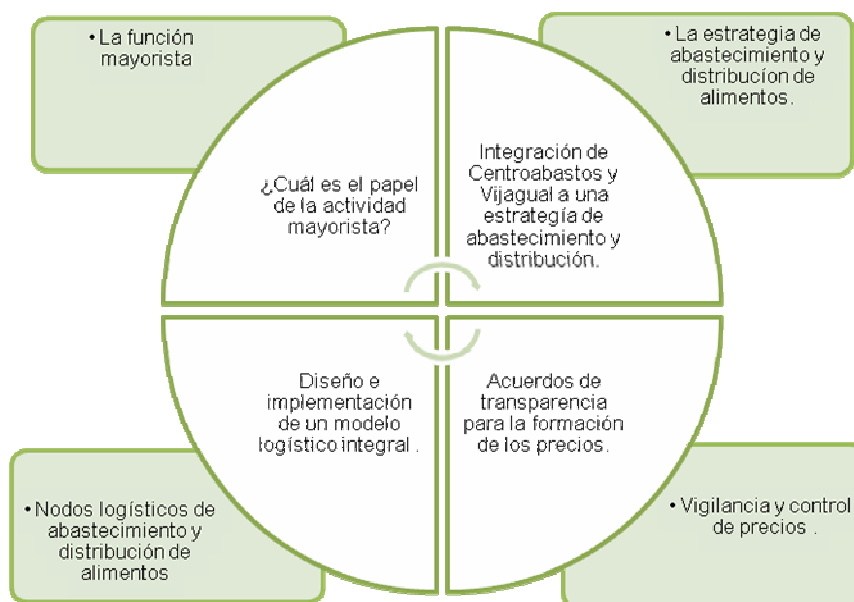 • La función
mayorista
• La estrategia de
abastecimiento y
distribucíon de
alimentos .
¿Cuál es el papel
de la actividad
mayorista?
Integración de
Centroabastos y
Vijagual a una
estrategía de
abastecimiento y
distribución.
Diseño e
implementación
de un modelo
logístico integral .
Acuerdos de
transparencia
para la formación
de los precios.
• Nodos logísticos de
abastecimiento y
distribución de
alimentos
• Vigilancia y control
de precios .